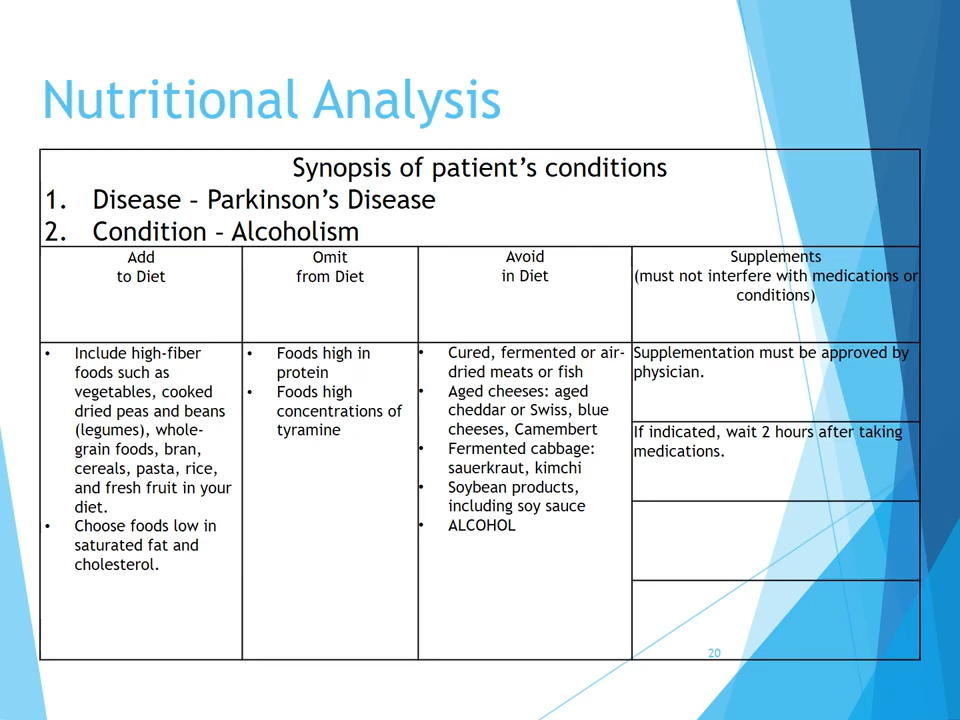 Nutritional Analysis
Synopsis of patient’s conditions
1. Disease – Parkinson’s Disease
2. Condition – Alcoholism
Add
to Diet
Omit
from Diet
Avoid
in Diet
Supplements
(must not interfere with medications or
conditions)
• Include high-fiber
foods such as
vegetables, cooked
dried peas and beans
(legumes), whole-
grain foods, bran,
cereals, pasta, rice,
and fresh fruit in your
diet.
• Choose foods low in
saturated fat and
cholesterol.
• Foods high in
protein
• Foods high
concentrations of
tyramine
• Cured, fermented or air-
dried meats or fish
• Aged cheeses: aged
cheddar or Swiss, blue
cheeses, Camembert
• Fermented cabbage:
sauerkraut, kimchi
• Soybean products,
including soy sauce
• ALCOHOL
Supplementation must be approved by
physician.
If indicated, wait 2 hours after taking
medications.
20